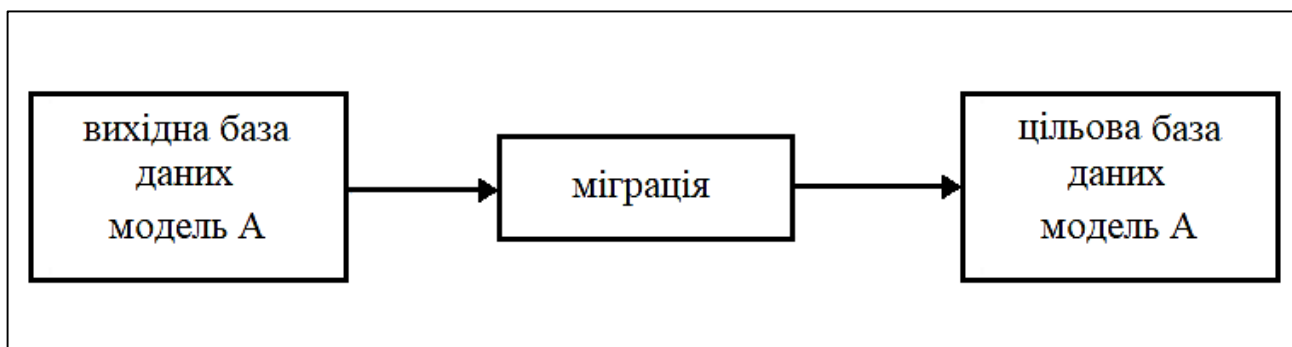 вихідна база
даних
модель А
міграція
цільова база
даних
модель А